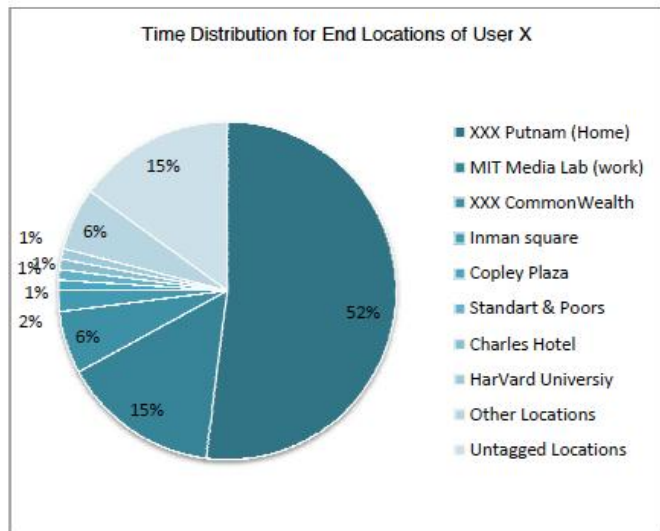 Time Distribution for End Locations of User X
XXX Putnam (Home)
MIT Media Lab (work)
XXX CommonWealth
Inman square
Copley Plaza
Standart & Poors
Charles Hotel
HarVard Universiy
Other Locations
Untagged Locations
52%
15%
6%
2%
1%
1%
1%
1%
6%
15%